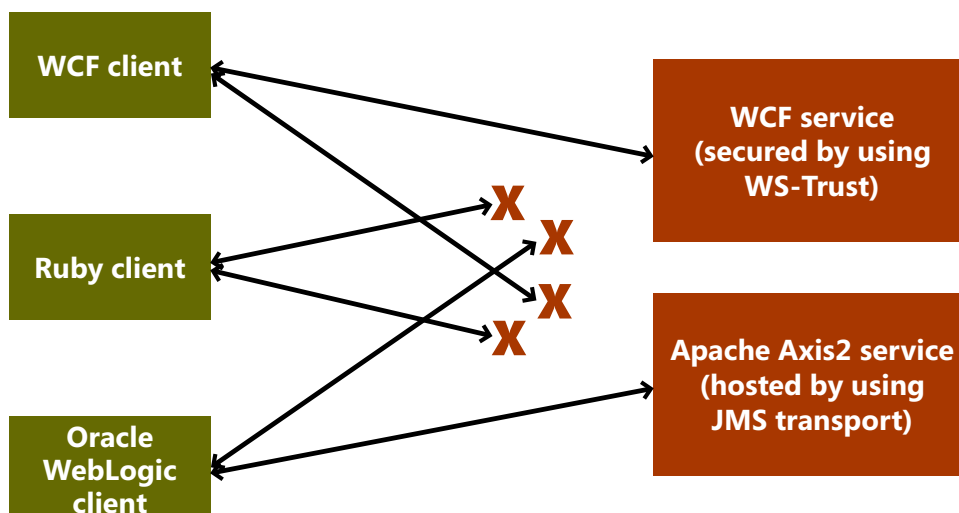 WCF client
WCF service
(secured by using
WS-Trust)
X
X
Ruby client
X
X
Apache Axis2 service
(hosted by using
JMS transport)
Oracle
WebLogic
client